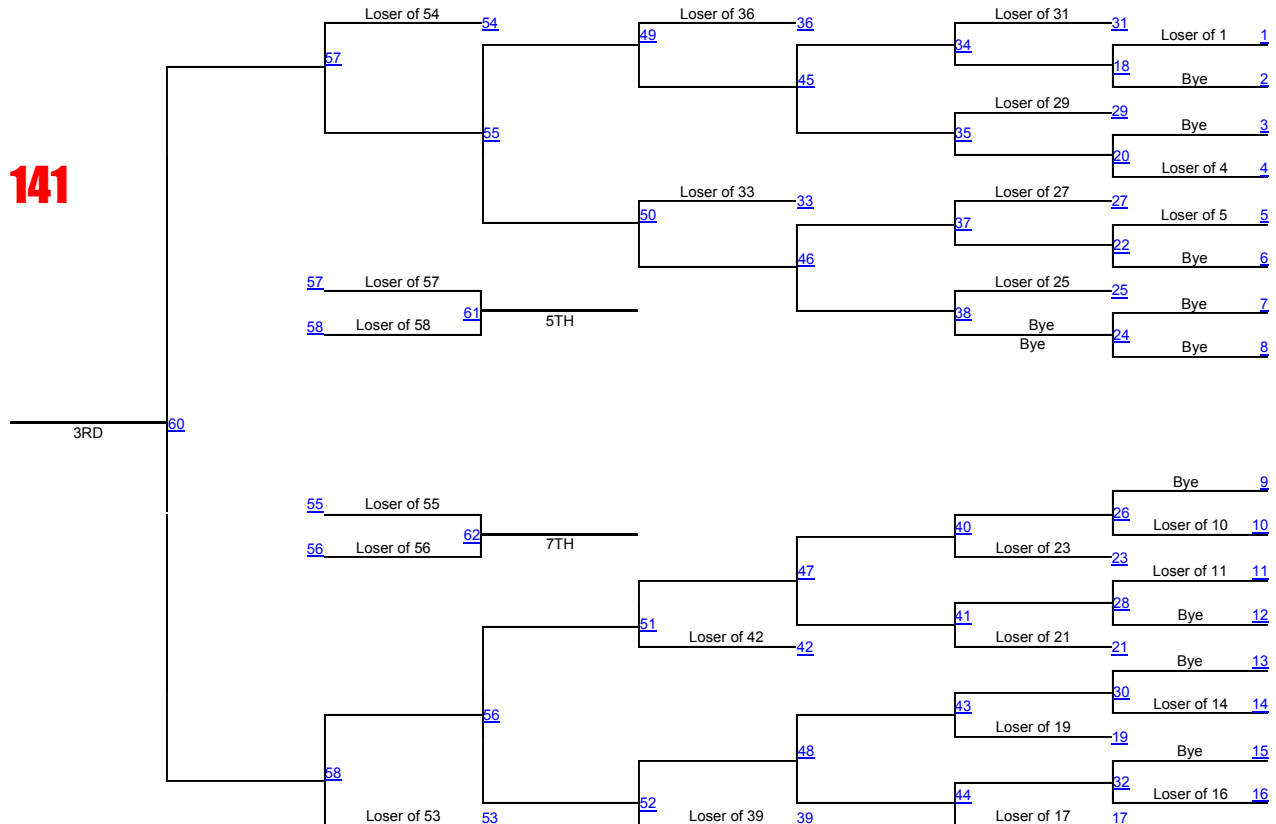 Loser of 54 54 Loser of 36 36 Loser of 31 31
Loser of 1 1
49 34
57 18
45 Bye 2
Loser of 29 29
Bye 3
55 35
20
141
Loser of 4 4
Loser of 33 33 Loser of 27 27
50 Loser of 5 5
37
22
46 Bye 6
57 Loser of 57 Loser of 25 25
Bye 7
61 38
58 Loser of 58 5TH Bye 24
Bye Bye 8
60
3RD
Bye 9
55 Loser of 55
26
62 40 Loser of 10 10
56 Loser of 56 7TH Loser of 23 23
47 Loser of 11 11
28
51 41 Bye 12
Loser of 42 42 Loser of 21 21
Bye 13
30
56 43 Loser of 14 14
Loser of 19 19
48 Bye 15
58 32
52 44 Loser of 16 16
Loser of 53 53 Loser of 39 39 Loser of 17 17